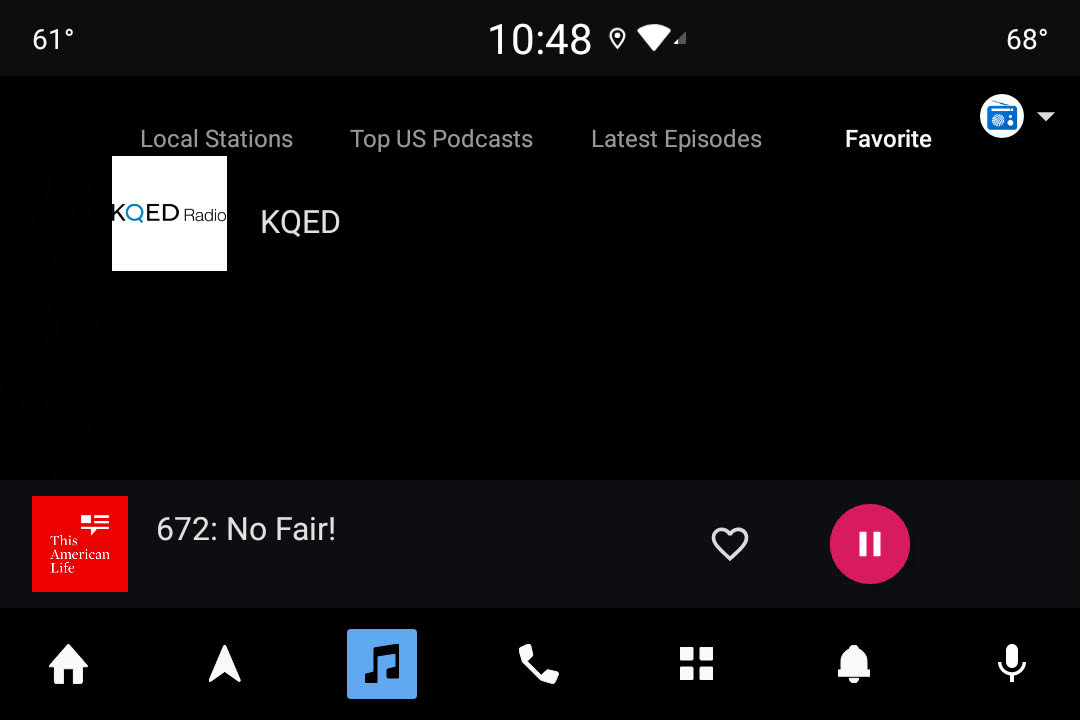 61°
10:48
68°
Local Stations
Top US Podcasts
Latest Episodes
Favorite
KQED Radio
KQED
This
American
Life
672: No Fair!